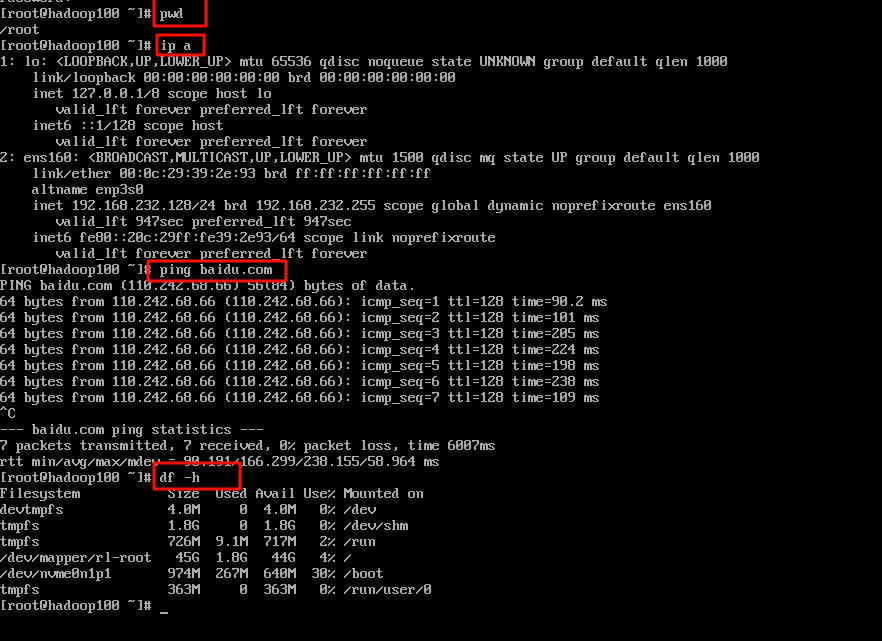 [root@hadoop100 ~]# pwd
/root
[root@hadoop100 ~]# ip a
1: lo: <LOOPBACK,UP,LOWER_UP> mtu 65536 qdisc noqueue state UNKNOWN group default qlen 1000
    link/loopback 00:00:00:00:00:00 brd 00:00:00:00:00:00
    inet 127.0.0.1/8 scope host lo
       valid_lft forever preferred_lft forever
    inet6 ::1/128 scope host
       valid_lft forever preferred_lft forever
2: ens160: <BROADCAST,MULTICAST,UP,LOWER_UP> mtu 1500 qdisc mq state UP group default qlen 1000
    link/ether 00:0c:29:39:2e:93 brd ff:ff:ff:ff:ff:ff
    altname enp3s0
    inet 192.168.232.128/24 brd 192.168.232.255 scope global dynamic noprefixroute ens160
       valid_lft 947sec preferred_lft 947sec
    inet6 fe80::20c:29ff:fe39:2e93/64 scope link noprefixroute
       valid_lft forever preferred_lft forever
[root@hadoop100 ~]# ping baidu.com
PING baidu.com (110.242.68.66) 56(84) bytes of data.
64 bytes from 110.242.68.66 (110.242.68.66): icmp_seq=1 ttl=128 time=90.2 ms
64 bytes from 110.242.68.66 (110.242.68.66): icmp_seq=2 ttl=128 time=101 ms
64 bytes from 110.242.68.66 (110.242.68.66): icmp_seq=3 ttl=128 time=205 ms
64 bytes from 110.242.68.66 (110.242.68.66): icmp_seq=4 ttl=128 time=224 ms
64 bytes from 110.242.68.66 (110.242.68.66): icmp_seq=5 ttl=128 time=198 ms
64 bytes from 110.242.68.66 (110.242.68.66): icmp_seq=6 ttl=128 time=238 ms
64 bytes from 110.242.68.66 (110.242.68.66): icmp_seq=7 ttl=128 time=109 ms
^C
--- baidu.com ping statistics ---
7 packets transmitted, 7 received, 0% packet loss, time 6007ms
rtt min/avg/max/mdev = 90.191/166.299/238.155/58.964 ms
[root@hadoop100 ~]# df -h
Filesystem           Size  Used Avail Use% Mounted on
devtmpfs             4.0M     0  4.0M   0% /dev
tmpfs                1.8G     0  1.8G   0% /dev/shm
tmpfs                726M  9.1M  717M   2% /run
/dev/mapper/rl-root   45G  1.8G   44G   4% /
/dev/nvme0n1p1       974M  267M  640M  30% /boot
tmpfs                363M     0  363M   0% /run/user/0
[root@hadoop100 ~]# _